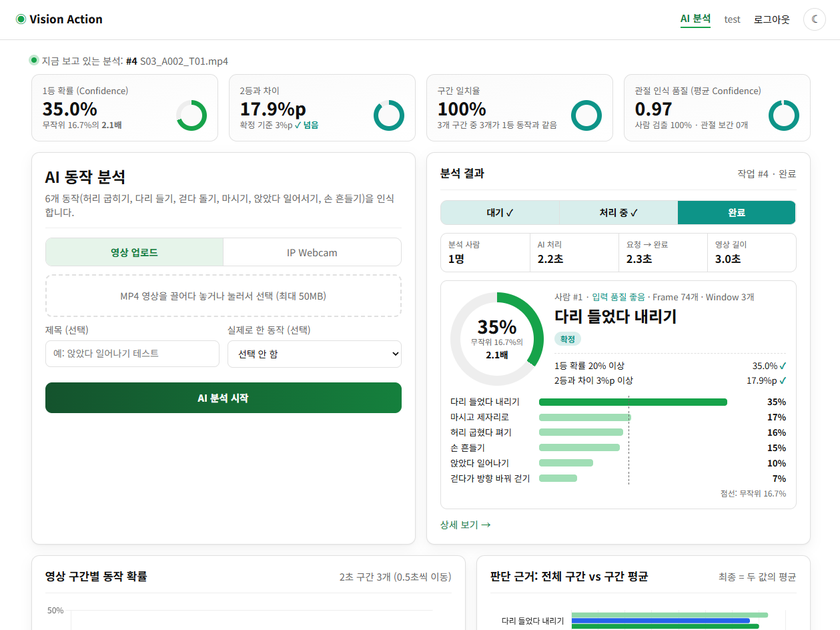 Vision Action
AI 분석
test
로그아웃
지금 보고 있는 분석: #4 S03_A002_T01.mp4
1등 확률 (Confidence)
35.0%
무작위 16.7%의 2.1배
2등과 차이
17.9%p
확정 기준 3%p ✓ 넘음
구간 일치율
100%
3개 구간 중 3개가 1등 동작과 같음
관절 인식 품질 (평균 Confidence)
0.97
사람 검출 100% · 관절 보간 0개
AI 동작 분석
6개 동작(허리 굽히기, 다리 들기, 걷다 돌기, 마시기, 앉았다 일어서기, 손 흔들기)을 인식
합니다.
영상 업로드
IP Webcam
MP4 영상을 끌어다 놓거나 눌러서 선택 (최대 50MB)
제목 (선택)
실제로 한 동작 (선택)
예: 앉았다 일어나기 테스트
선택 안 함
AI 분석 시작
분석 결과
작업 #4 · 완료
대기 ✓
처리 중 ✓
완료
분석 사람
1명
AI 처리
2.2초
요청 → 완료
2.3초
영상 길이
3.0초
35%
무작위 16.7%의
2.1배
사람 #1 · 입력 품질 좋음 · Frame 74개 · Window 3개
다리 들었다 내리기
확정
1등 확률 20% 이상
35.0% ✓
2등과 차이 3%p 이상
17.9%p ✓
다리 들었다 내리기 35%
마시고 제자리로 17%
허리 굽혔다 펴기 16%
손 흔들기 15%
앉았다 일어나기 10%
걷다가 방향 바꿔 걷기 7%
점선: 무작위 16.7%
상세 보기 →
영상 구간별 동작 확률
2초 구간 3개 (0.5초씩 이동)
50%
판단 근거: 전체 구간 vs 구간 평균
최종 = 두 값의 평균
다리 들었다 내리기